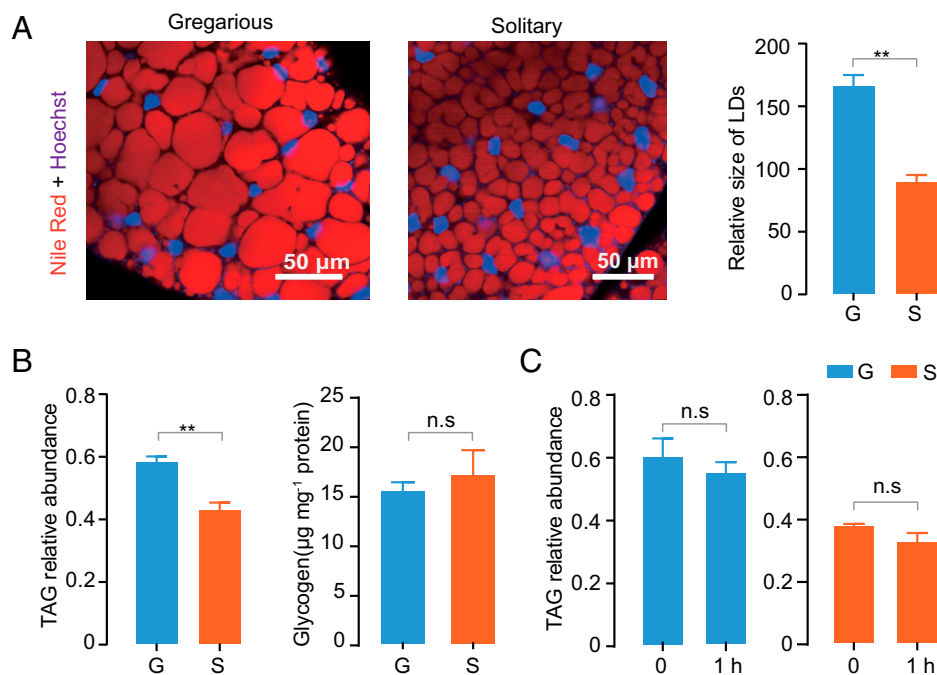 A
Gregarious
Solitary
Nile Red + Hoechst
50 µm
50 µm
Relative size of LDs
200
150
100
50
0
**
G
S
B
TAG relative abundance
0.8
0.6
0.4
0.2
0
**
G
S
Glycogen(µg mg⁻¹ protein)
25
20
15
10
5
0
n.s
G
S
C
G
S
TAG relative abundance
0.8
0.6
0.4
0.2
0
n.s
0
1 h
0.8
0.6
0.4
0.2
0
n.s
0
1 h